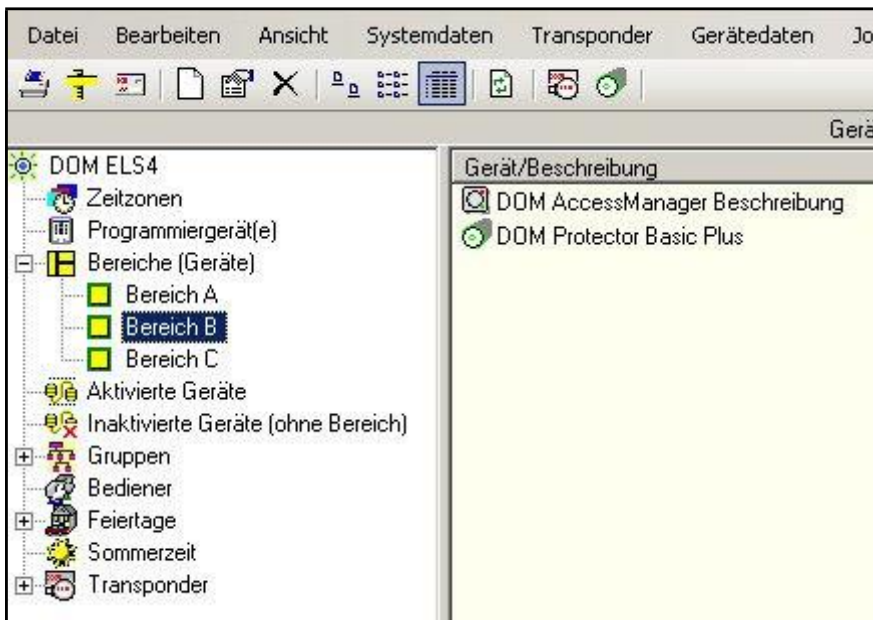 Datei Bearbeiten Ansicht Systemdaten Transponder Gerätedaten Jo
Gerä
DOM ELS4
Zeitzonen
Programmiergerät(e)
Bereiche (Geräte)
Bereich A
Bereich B
Bereich C
Aktivierte Geräte
Inaktivierte Geräte (ohne Bereich)
Gruppen
Bediener
Feiertage
Sommerzeit
Transponder
Gerät/Beschreibung
DOM AccessManager Beschreibung
DOM Protector Basic Plus